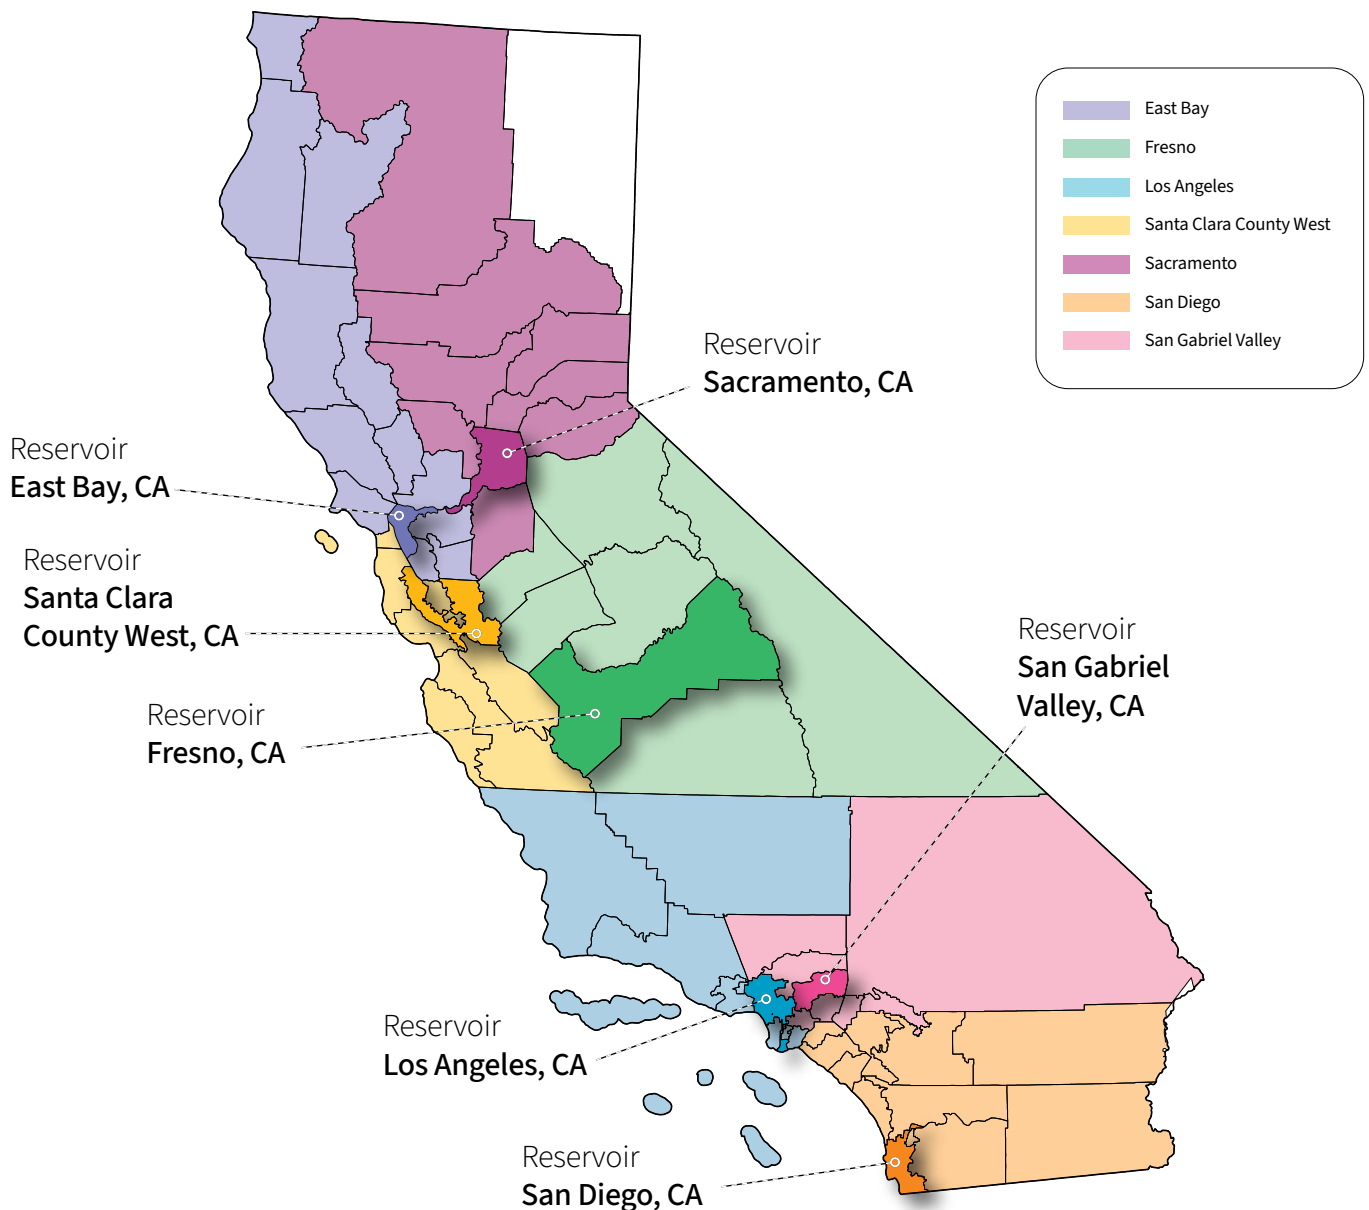 East Bay
Fresno
Los Angeles
Santa Clara County West
Sacramento
San Diego
San Gabriel Valley
Reservoir
Sacramento, CA
Reservoir
East Bay, CA
Reservoir
Santa Clara
County West, CA
Reservoir
San Gabriel
Valley, CA
Reservoir
Fresno, CA
Reservoir
Los Angeles, CA
Reservoir
San Diego, CA